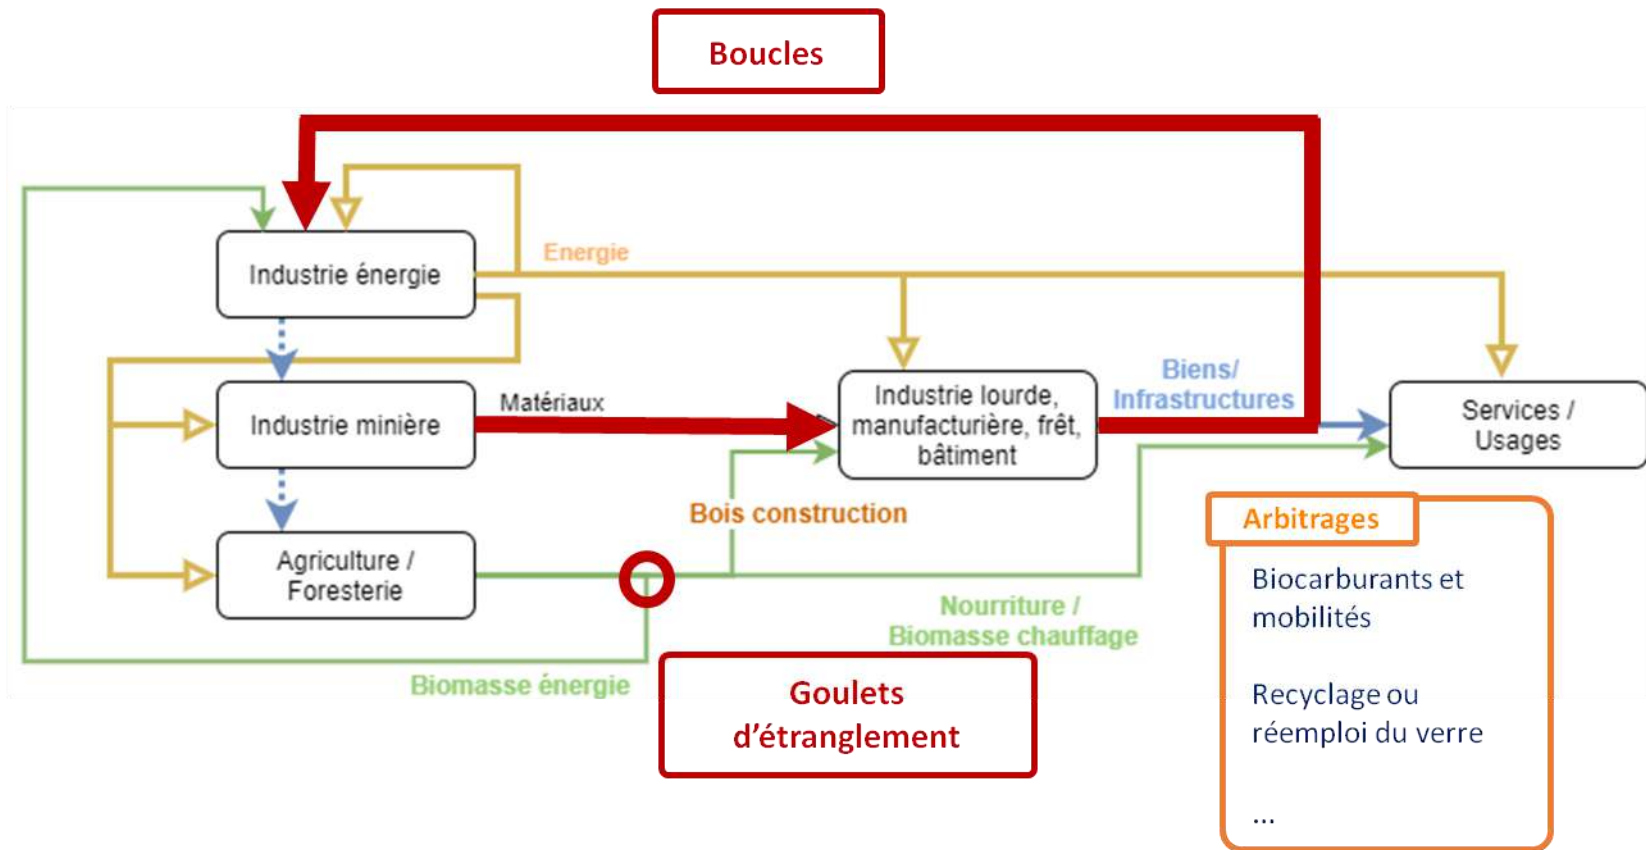 Boucles
Energie
Industrie énergie
Industrie minière
Matériaux
Industrie lourde,
manufacturière, frêt,
bâtiment
Biens/
Infrastructures
Services /
Usages
Agriculture /
Foresterie
Bois construction
Nourriture /
Biomasse chauffage
Biomasse énergie
Goulets
d’étranglement
Arbitrages
Biocarburants et
mobilités
Recyclage ou
réemploi du verre
...